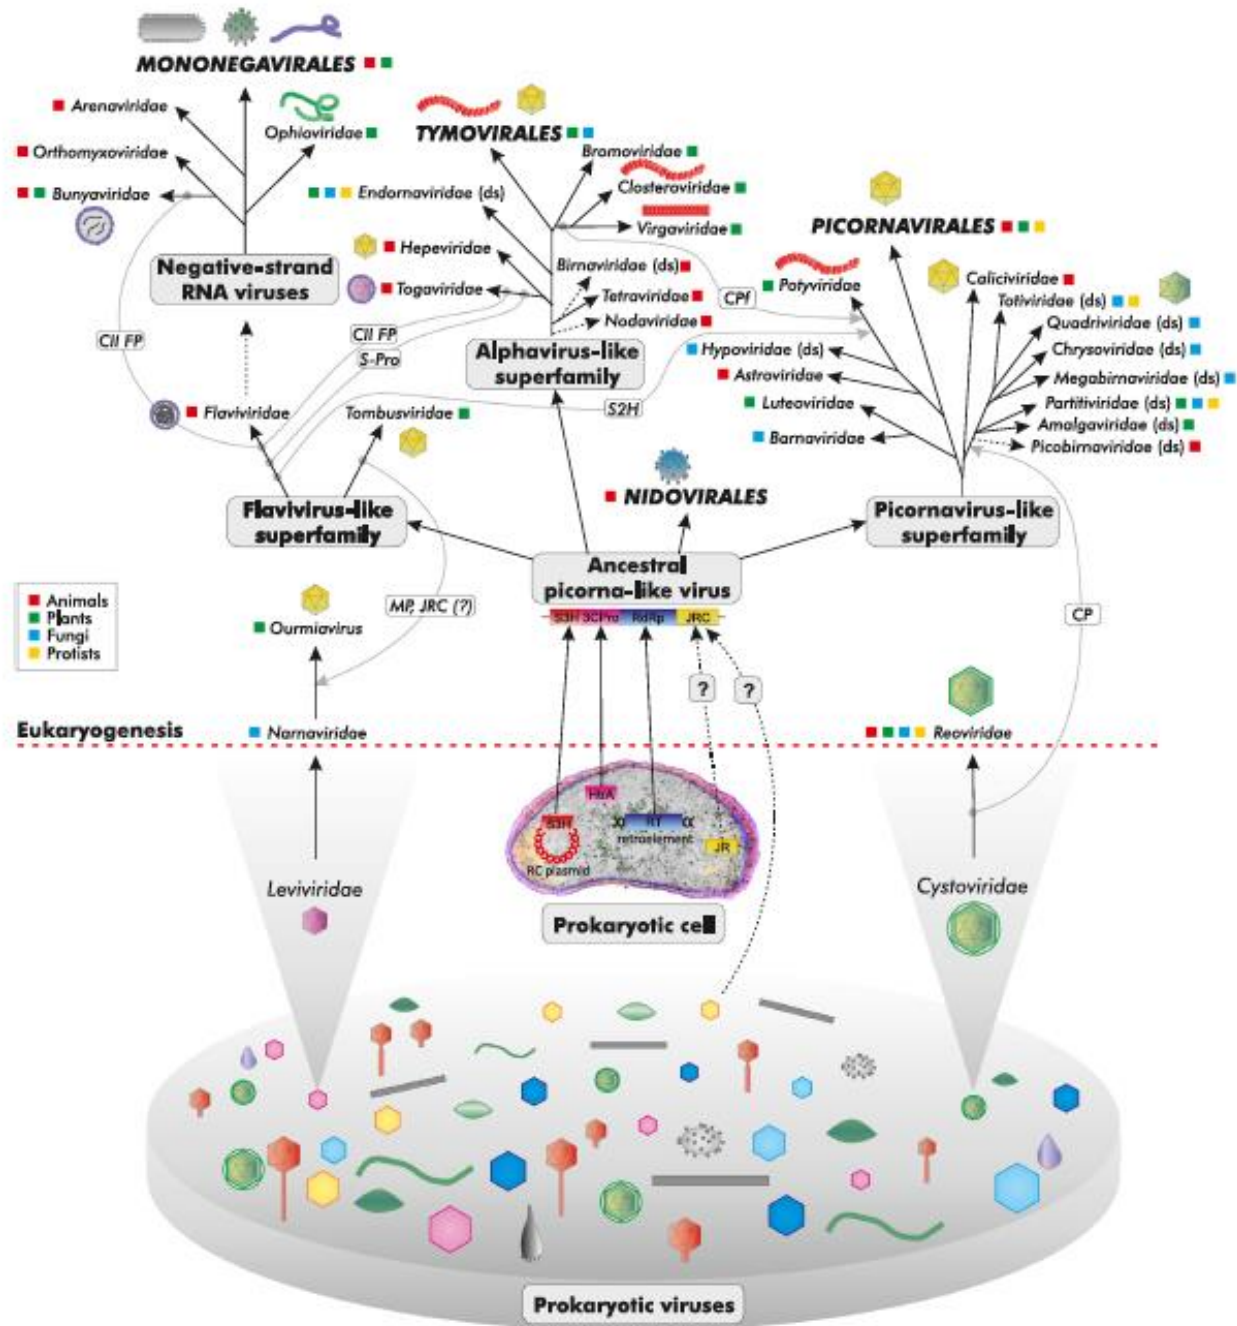 MONONEGAVIRALES
Arenaviridae
Ophioviridae
Orthomyxoviridae
Bunyaviridae
Negative-strand
RNA viruses
CII FP
TYMOVIRALES
Bromoviridae
Closteroviridae
Virgaviridae
Endornaviridae (ds)
Hepeviridae
Togaviridae
Birnaviridae (ds)
Tetraviridae
Nodaviridae
CPf
CII FP
S-Pro
Alphavirus-like
superfamily
S2H
PICORNAVIRALES
Caliciviridae
Potyviridae
Totiviridae (ds)
Quadriviridae (ds)
Hypoviridae (ds)
Chrysoviridae (ds)
Astroviridae
Megabirnaviridae (ds)
Luteoviridae
Partitiviridae (ds)
Amalgaviridae (ds)
Barnaviridae
Picobirnaviridae (ds)
Flaviviridae
Tombusviridae
NIDOVIRALES
Flavivirus-like
superfamily
Picornavirus-like
superfamily
Ancestral
picorna-like virus
S3H 3CPro RdRp JRC
Animals
Plants
Fungi
Protists
MP, JRC (?)
CP
Ourmiavirus
? ?
Eukaryogenesis
Narnaviridae
Reoviridae
HtrA
S3H
RT
retroelement
JR
RC plasmid
Leviviridae
Cystoviridae
Prokaryotic cell
Prokaryotic viruses